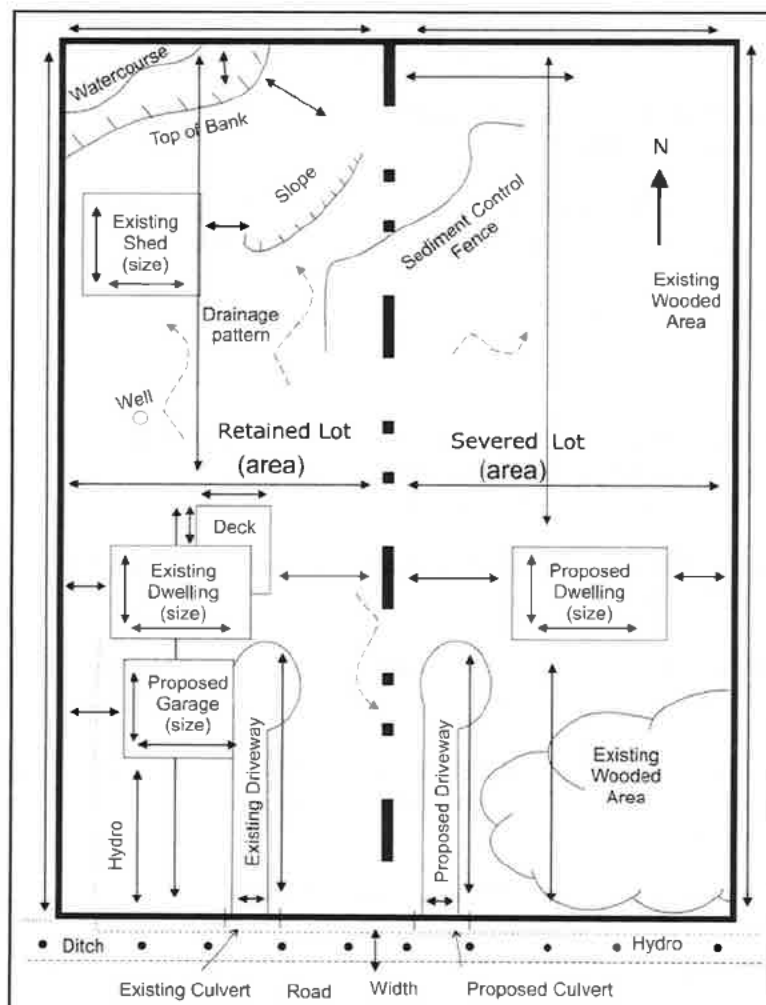 Watercourse
Top of Bank
N
Slope
Existing
Shed
(size)
Sediment Control
Fence
Existing
Wooded
Area
Drainage
pattern
Well
Retained Lot
(area)
Severed Lot
(area)
Deck
Existing
Dwelling
(size)
Proposed
Dwelling
(size)
Proposed
Garage
(size)
Existing
Wooded
Area
Hydro
Existing Driveway
Proposed Driveway
Ditch
Hydro
Existing Culvert
Road
Width
Proposed Culvert